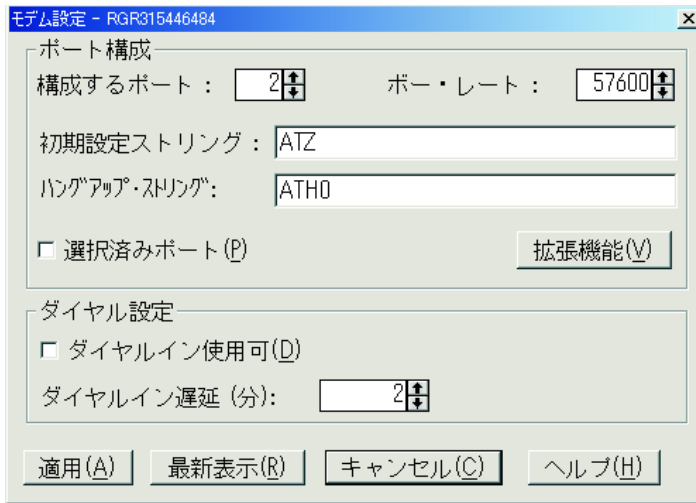 モデム設定 - RGR315446484
ポート構成
構成するポート : 2 ボー・レート : 57600
初期設定ストリング : ATZ
ハングアップ・ストリング: ATH0
選択済みポート(P) 拡張機能(V)
ダイヤル設定
ダイヤルイン使用可(D)
ダイヤルイン遅延 (分): 2
適用(A) 最新表示(R) キャンセル(C) ヘルプ(H)